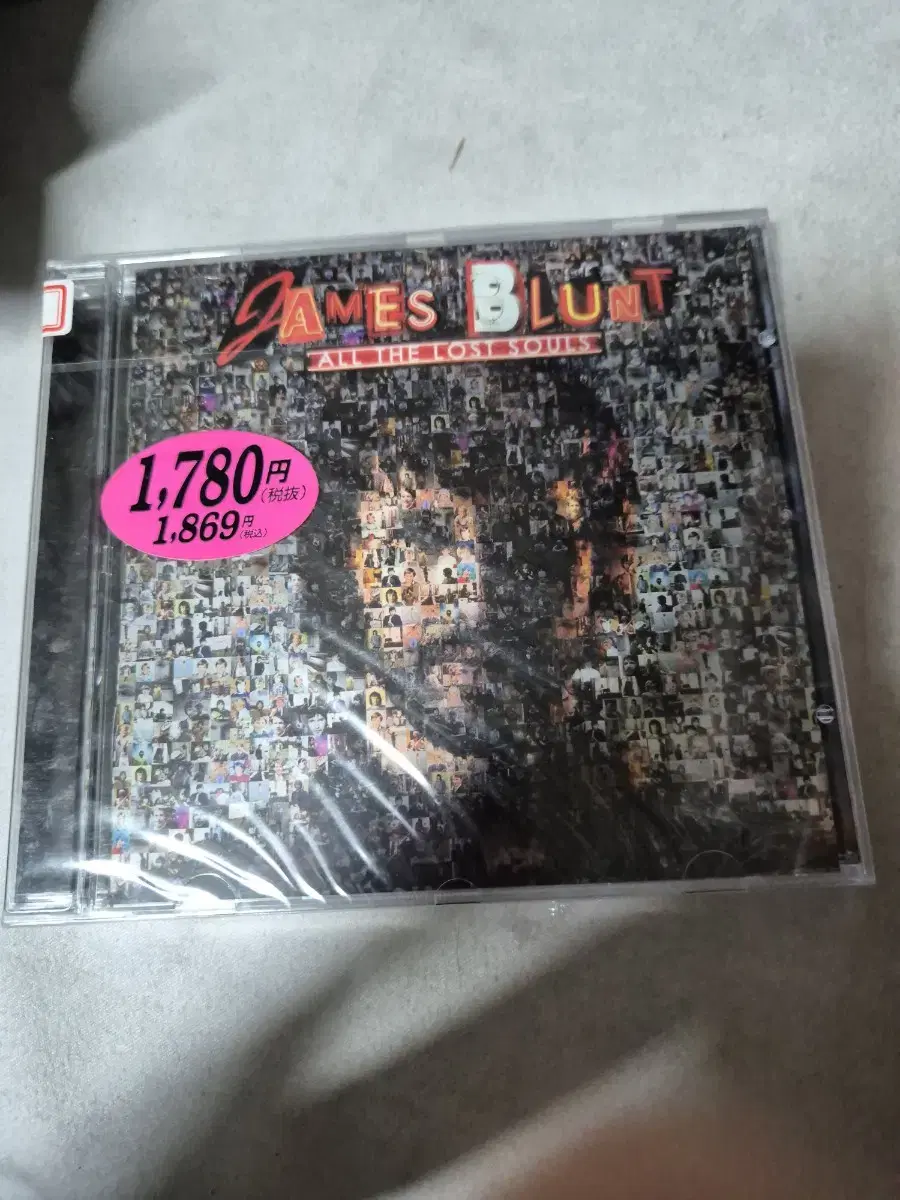 JAMES BLUNT
ALL THE LOST SOULS
1,780円(税抜)
1,869円(税込)